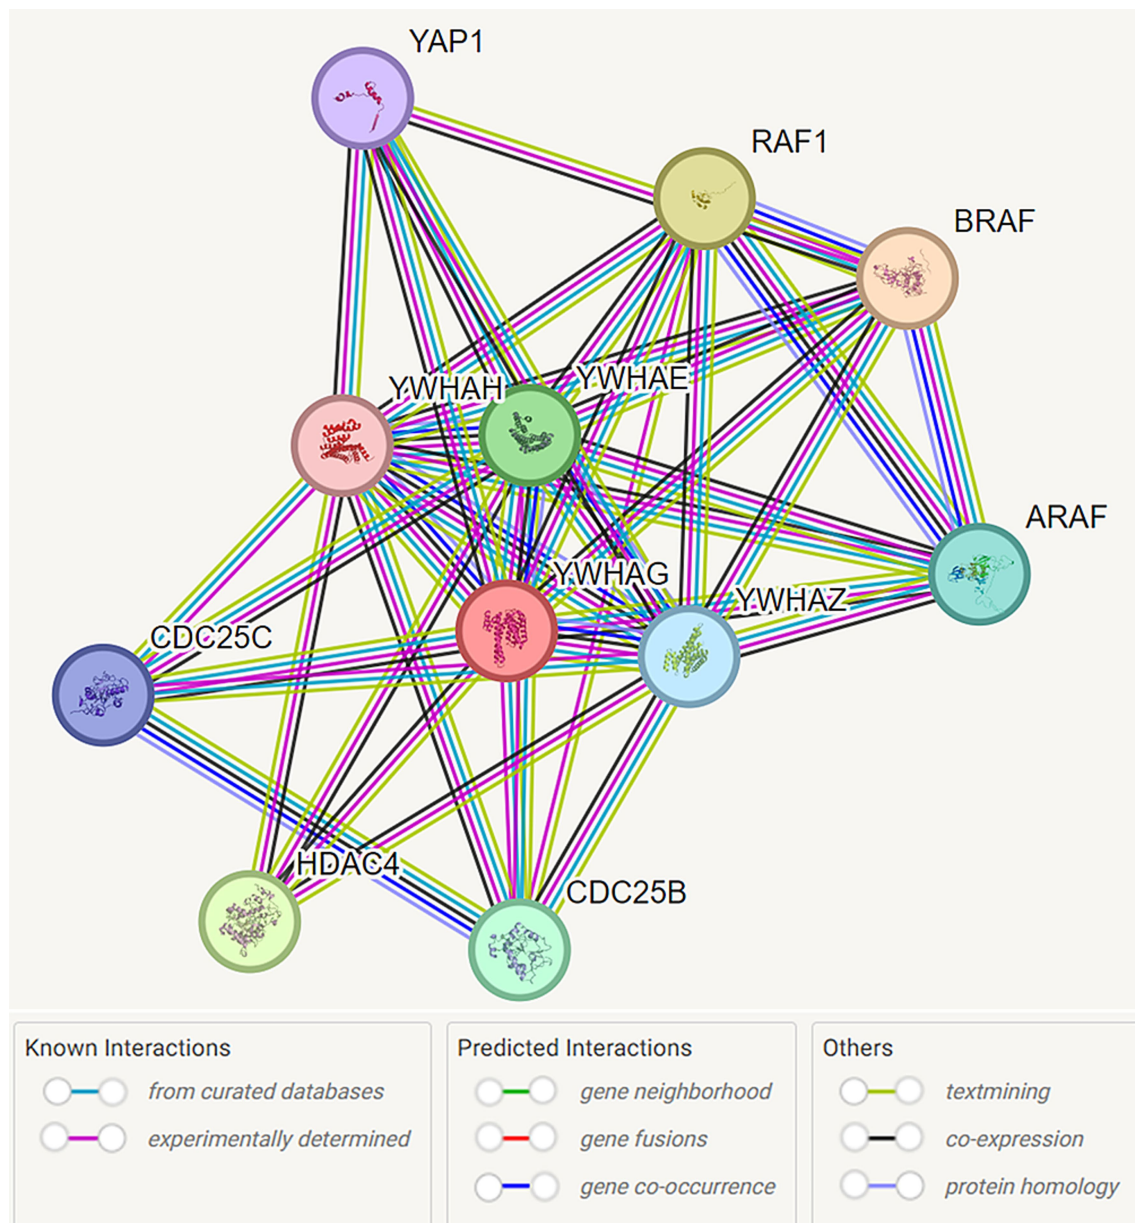 YAP1
RAF1
BRAF
YWHAH
YWHAE
ARAF
YWHAG
YWHAZ
CDC25C
HDAC4
CDC25B
Known Interactions
from curated databases
experimentally determined
Predicted Interactions
gene neighborhood
gene fusions
gene co-occurrence
Others
textmining
co-expression
protein homology